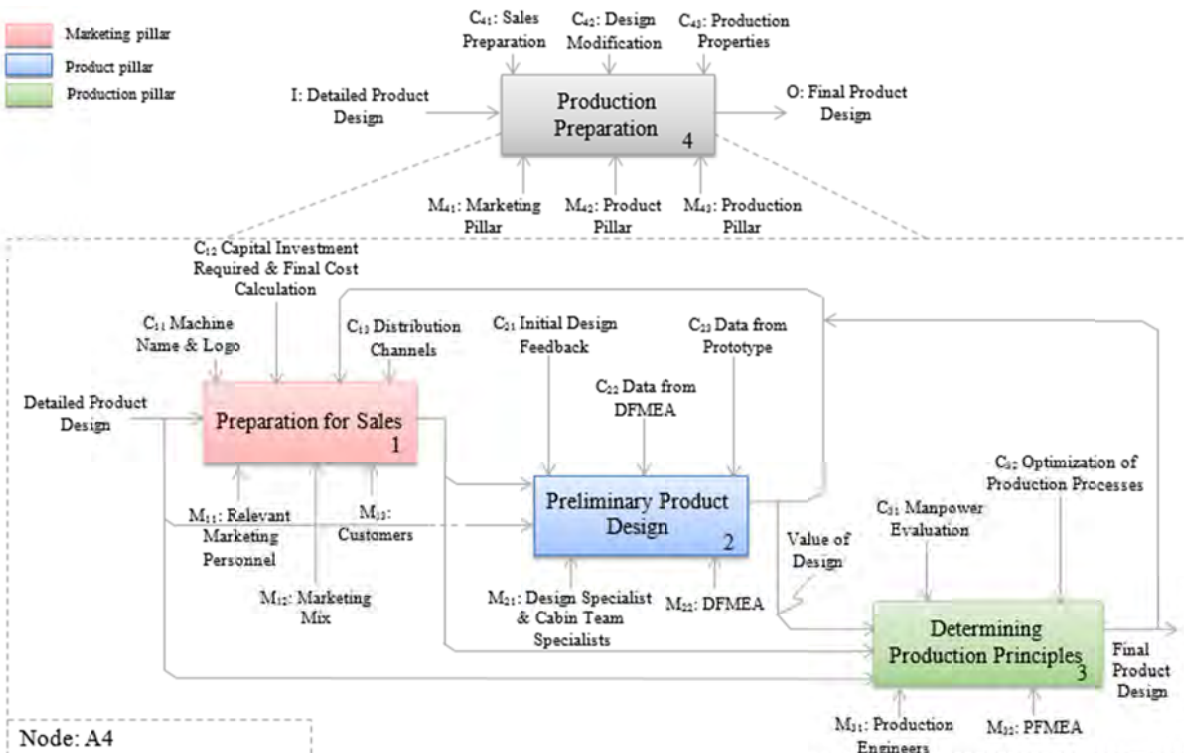 Marketing pillar
Product pillar
Production pillar
C₄₁: Sales
Preparation
C₄₂: Design
Modification
C₄₃: Production
Properties
I: Detailed Product
Design
Production
Preparation
4
O: Final Product
Design
M₄₁: Marketing
Pillar
M₄₂: Product
Pillar
M₄₃: Production
Pillar
C₁₂ Capital Investment
Required & Final Cost
Calculation
C₁₁ Machine
Name & Logo
C₁₃ Distribution
Channels
C₂₁ Initial Design
Feedback
C₂₃ Data from
Prototype
C₂₂ Data from
DFMEA
Detailed Product
Design
Preparation for Sales
1
M₁₁: Relevant
Marketing
Personnel
M₁₃:
Customers
M₁₂: Marketing
Mix
Preliminary Product
Design
2
M₂₁: Design Specialist
& Cabin Team
Specialists
M₂₂: DFMEA
Value of
Design
C₃₂ Optimization of
Production Processes
C₃₁ Manpower
Evaluation
Determining
Production Principles
3
Final
Product
Design
M₃₁: Production
Engineers
M₃₂: PFMEA
Node: A4